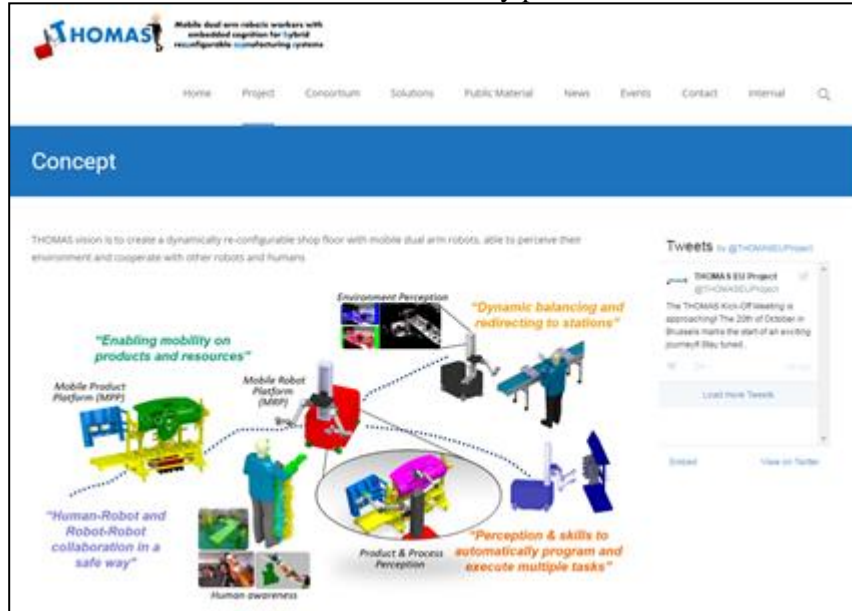 THOMAS
Mobile dual arm robotic workers with
embedded cognition for hybrid
reconfigurable manufacturing systems
Home Project Consortium Solutions Public Material News Events Contact Internal
Concept
THOMAS vision is to create a dynamically re-configurable shop floor with mobile dual arm robots, able to perceive their
environment and cooperate with other robots and humans
Tweets by @THOMASEUProject
THOMAS EU Project
@THOMASEUProject
The THOMAS Kick-Off Meeting is
approaching! The 20th of October in
Brussels marks the start of an exciting
journey!! Stay tuned.
Load more Tweets
Embed View on Twitter
Environment Perception
"Dynamic balancing and
redirecting to stations"
"Enabling mobility on
products and resources"
Mobile Product
Platform (MPP)
Mobile Robot
Platform
(MRP)
"Human-Robot and
Robot-Robot
collaboration in a
safe way"
Human awareness
Product & Process
Perception
"Perception & skills to
automatically program and
execute multiple tasks"